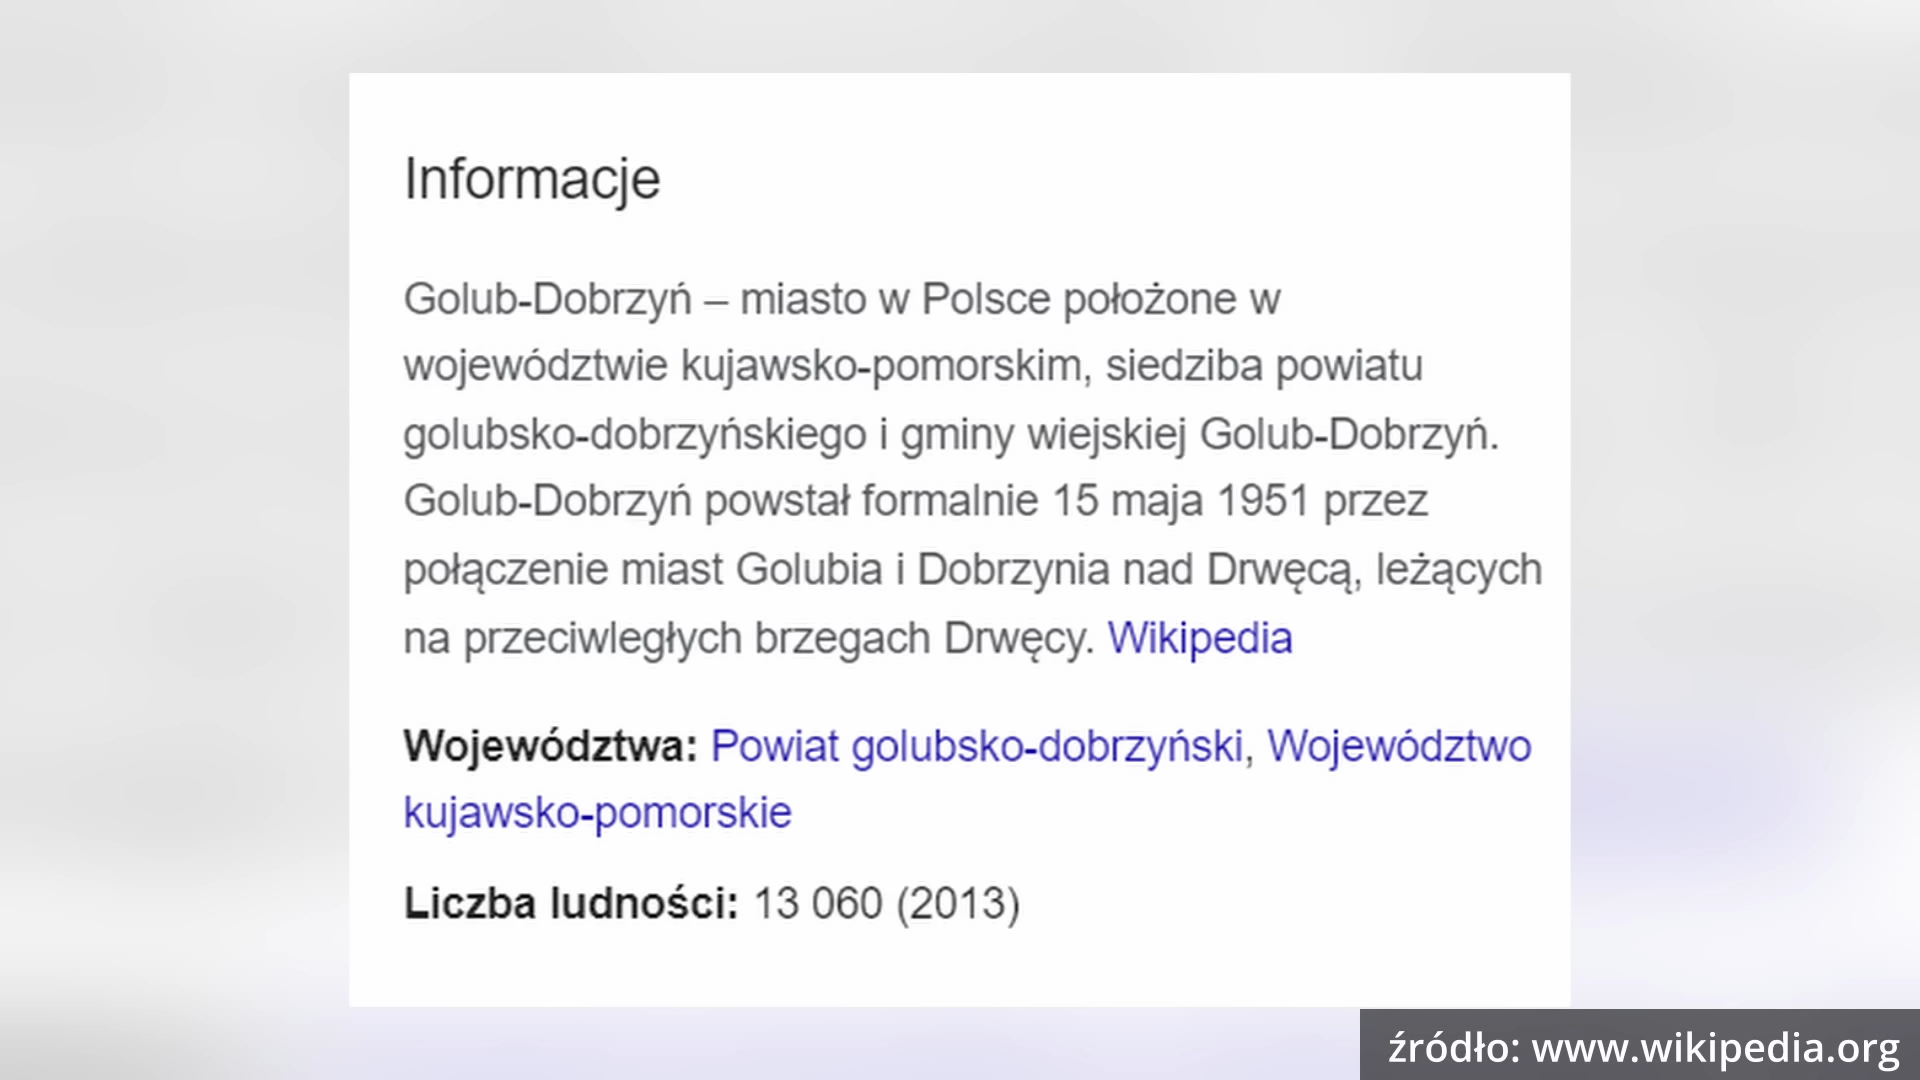 Informacje
Golub-Dobrzyń – miasto w Polsce położone w
województwie kujawsko-pomorskim, siedziba powiatu
golubsko-dobrzyńskiego i gminy wiejskiej Golub-Dobrzyń.
Golub-Dobrzyń powstał formalnie 15 maja 1951 przez
połączenie miast Golubia i Dobrzynia nad Drwęcą, leżących
na przeciwległych brzegach Drwęcy. Wikipedia
Województwa: Powiat golubsko-dobrzyński, Województwo
kujawsko-pomorskie
Liczba ludności: 13 060 (2013)
źródło: www.wikipedia.org